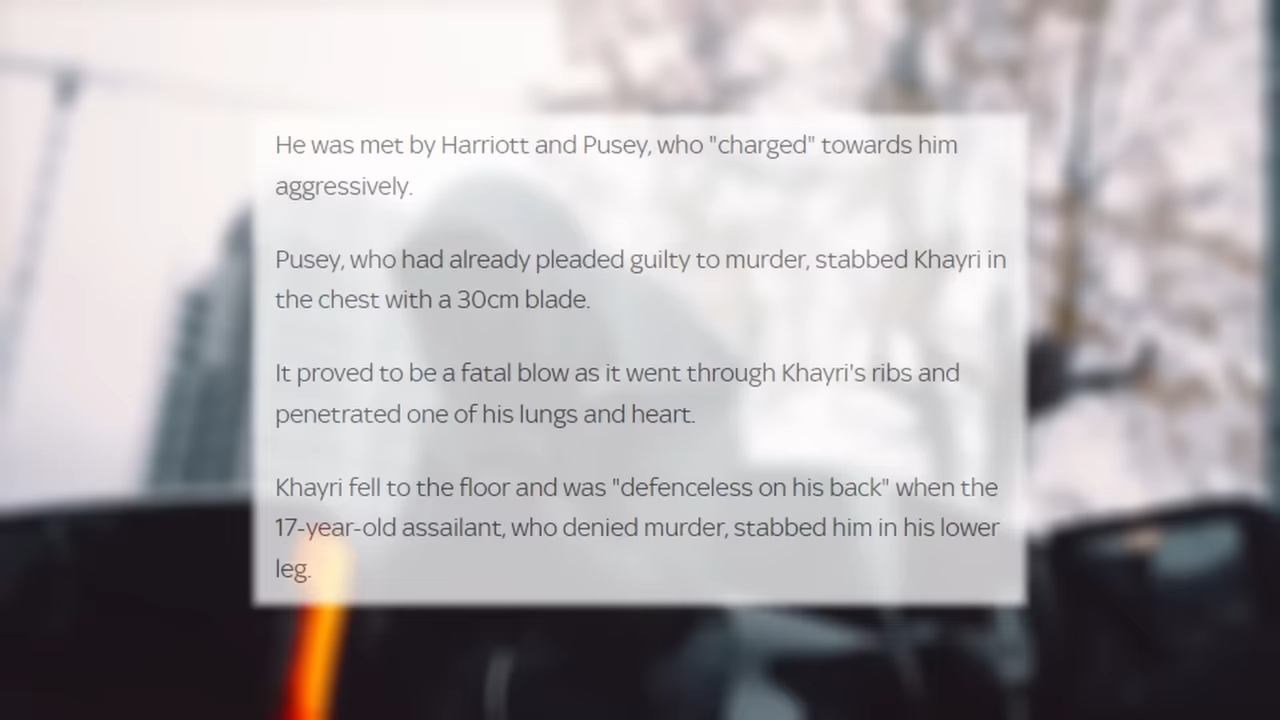 He was met by Harriott and Pusey, who "charged" towards him
aggressively.
Pusey, who had already pleaded guilty to murder, stabbed Khayri in
the chest with a 30cm blade.
It proved to be a fatal blow as it went through Khayri's ribs and
penetrated one of his lungs and heart.
Khayri fell to the floor and was "defenceless on his back" when the
17-year-old assailant, who denied murder, stabbed him in his lower
leg.